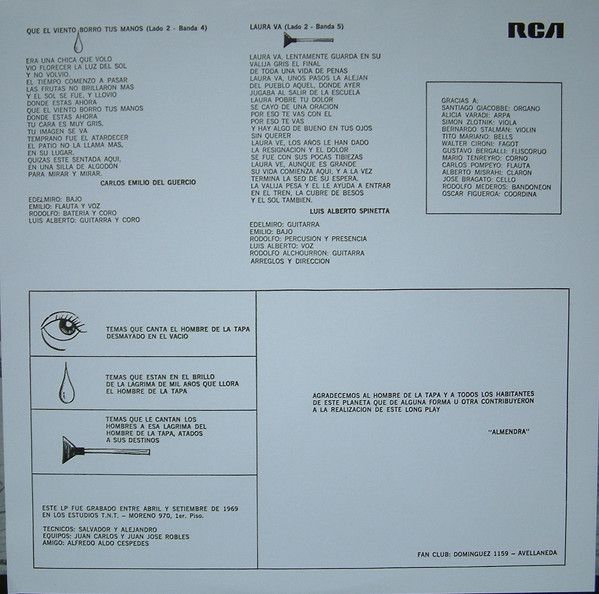 QUE EL VIENTO BORRO TUS MANOS (Lado 2 - Banda 4)
ERA UNA CHICA QUE VOLO
VIO FLORECER LA LUZ DEL SOL
Y NO VOLVIO.
EL TIEMPO COMENZO A PASAR
LAS FRUTAS NO BRILLARON MAS
Y EL SOL SE FUE, Y LLOVIO
DONDE ESTAS AHORA
QUE EL VIENTO BORRO TUS MANOS
DONDE ESTAS AHORA
TU CARA ES MUY GRIS,
TU IMAGEN SE VA
TEMPRANO FUE EL ATARDECER
EL PATIO NO LA LLAMA MAS,
EN SU LUGAR.
QUIZAS ESTE SENTADA AQUI,
EN UNA SILLA DE ALGODON
PARA MIRAR Y MIRAR.
CARLOS EMILIO DEL GUERCIO
EDELMIRO: BAJO
EMILIO: FLAUTA Y VOZ
RODOLFO: BATERIA Y CORO
LUIS ALBERTO: GUITARRA Y CORO
LAURA VA (Lado 2 - Banda 5)
LAURA VA, LENTAMENTE GUARDA EN SU
VALIJA GRIS EL FINAL
DE TODA UNA VIDA DE PENAS
LAURA VA, UNOS PASOS LA ALEJAN
DEL PUEBLO AQUEL, DONDE AYER
JUGABA AL SALIR DE LA ESCUELA
LAURA POBRE TU DOLOR
SE CAYO DE UNA ORACION
POR ESO TE VAS CON EL
POR ESO TE VAS
Y HAY ALGO DE BUENO EN TUS OJOS
SIN QUERER
LAURA VE, LOS AÑOS LE HAN DADO
LA RESIGNACION Y EL DOLOR
SE FUE CON SUS POCAS TIBIEZAS
LAURA VE, AUNQUE ES GRANDE
SU VIDA COMIENZA AQUI, Y A LA VEZ
TERMINA LA SED DE SU ESPERA.
LA VALIJA PESA Y EL LE AYUDA A ENTRAR
EN EL TREN, LA CUBRE DE BESOS
Y EL SOL TAMBIEN.
LUIS ALBERTO SPINETTA
EDELMIRO: GUITARRA
EMILIO: BAJO
RODOLFO: PERCUSION Y PRESENCIA
LUIS ALBERTO: VOZ
RODOLFO ALCHOURRON: GUITARRA
ARREGLOS Y DIRECCION
RCA
GRACIAS A:
SANTIAGO GIACOBBE: ORGANO
ALICIA VARADI: ARPA
SIMON ZLOTNIK: VIOLA
BERNARDO STALMAN: VIOLIN
TITO MARIANO: BELLS
WALTER CIRONI: FAGOT
GUSTAVO BERGALLI: FLISCORUO
MARIO TENREYRO: CORNO
CARLOS POMPEYO: FLAUTA
ALBERTO MISRAHI: CLARON
JOSE BRAGATO: CELLO
RODOLFO MEDEROS: BANDONEON
OSCAR FIGUEROA: COORDINA
TEMAS QUE CANTA EL HOMBRE DE LA TAPA
DESMAYADO EN EL VACIO
TEMAS QUE ESTAN EN EL BRILLO
DE LA LAGRIMA DE MIL AÑOS QUE LLORA
EL HOMBRE DE LA TAPA
TEMAS QUE LE CANTAN LOS
HOMBRES A ESA LAGRIMA DEL
HOMBRE DE LA TAPA, ATADOS
A SUS DESTINOS
ESTE LP FUE GRABADO ENTRE ABRIL Y SETIEMBRE DE 1969
EN LOS ESTUDIOS T.N.T. - MORENO 970, 1er. Piso.
TECNICOS: SALVADOR Y ALEJANDRO
EQUIPOS: JUAN CARLOS Y JUAN JOSE ROBLES
AMIGO: ALFREDO ALDO CESPEDES
AGRADECEMOS AL HOMBRE DE LA TAPA Y A TODOS LOS HABITANTES
DE ESTE PLANETA QUE DE ALGUNA FORMA U OTRA CONTRIBUYERON
A LA REALIZACION DE ESTE LONG PLAY
"ALMENDRA"
FAN CLUB: DOMINGUEZ 1159 - AVELLANEDA